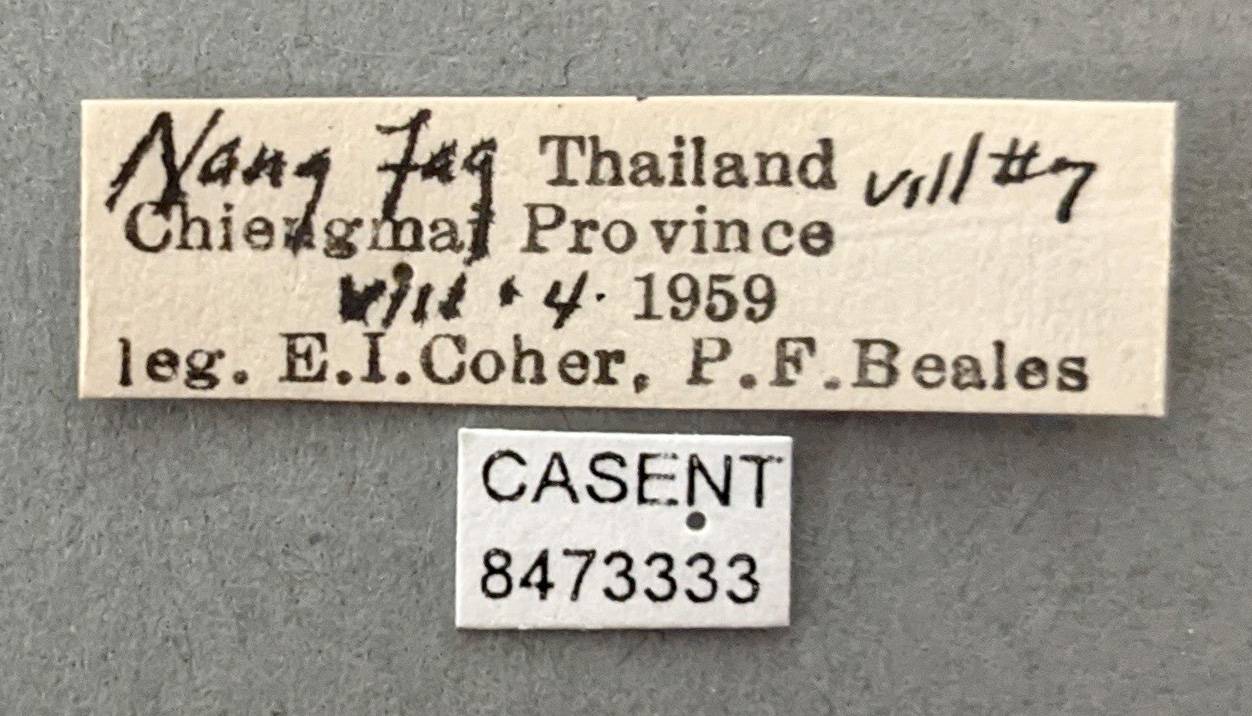 Nang Fag Thailand vill #7
Chiengmai Province
viii · 4 · 1959
leg. E.I.Coher, P.F.Beales
CASENT
8473333